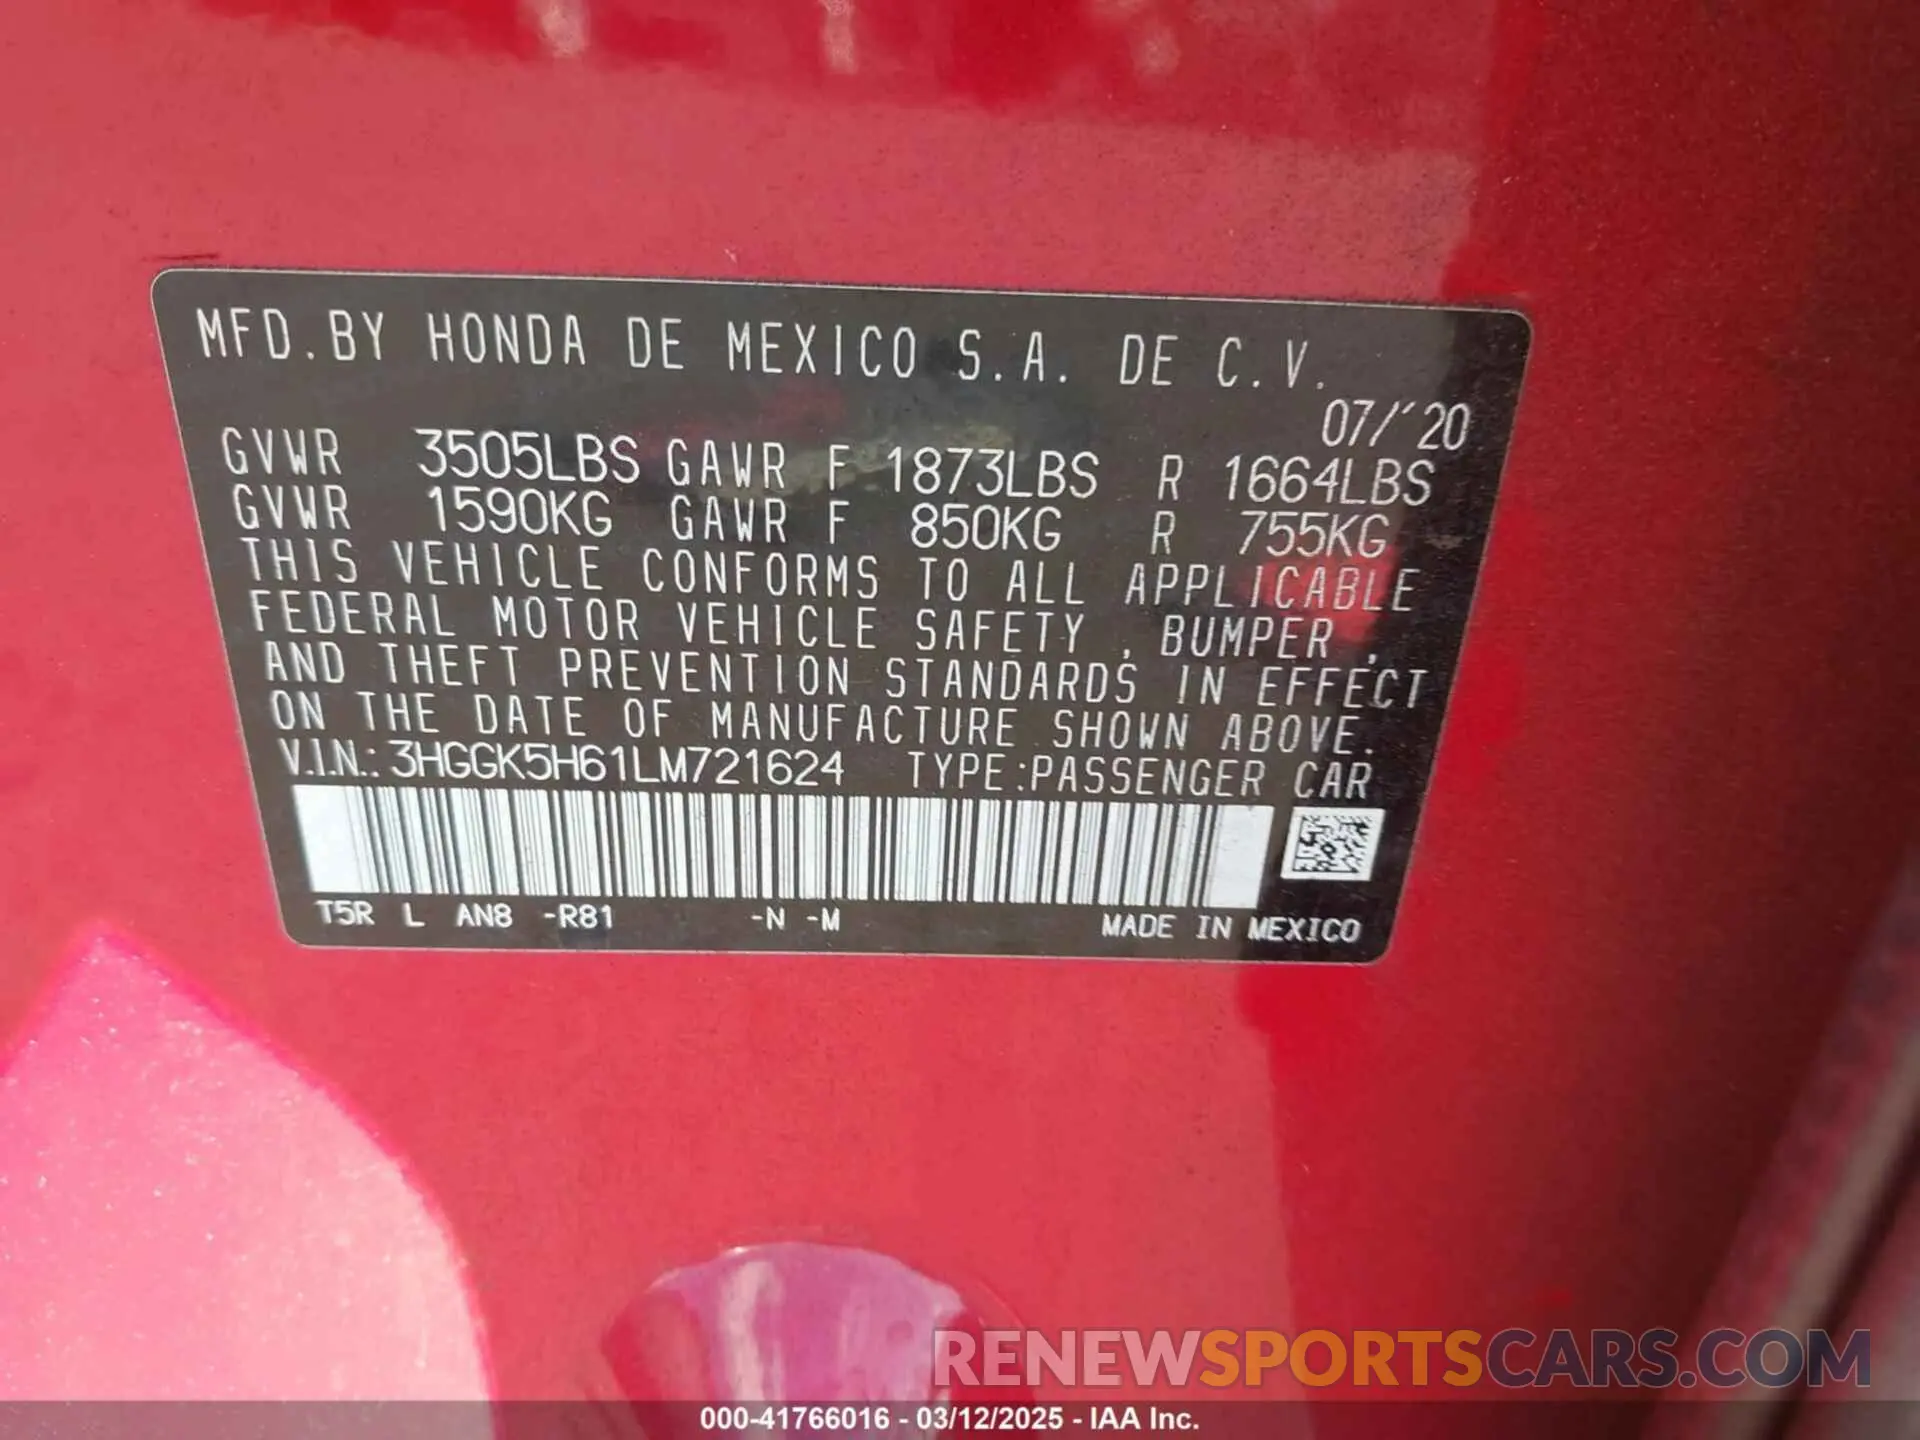 MFD.BY HONDA DE MEXICO S.A. DE C.V.
07/'20
GVWR 3505LBS GAWR F 1873LBS R 1664LBS
GVWR 1590KG GAWR F 850KG R 755KG
THIS VEHICLE CONFORMS TO ALL APPLICABLE
FEDERAL MOTOR VEHICLE SAFETY, BUMPER,
AND THEFT PREVENTION STANDARDS IN EFFECT
ON THE DATE OF MANUFACTURE SHOWN ABOVE.
V.I.N.: 3HGGK5H61LM721624 TYPE:PASSENGER CAR
T5R L AN8 -R81 -N -M MADE IN MEXICO
RENEWSPORTSCARS.COM
000-41766016 - 03/12/2025 - IAA Inc.